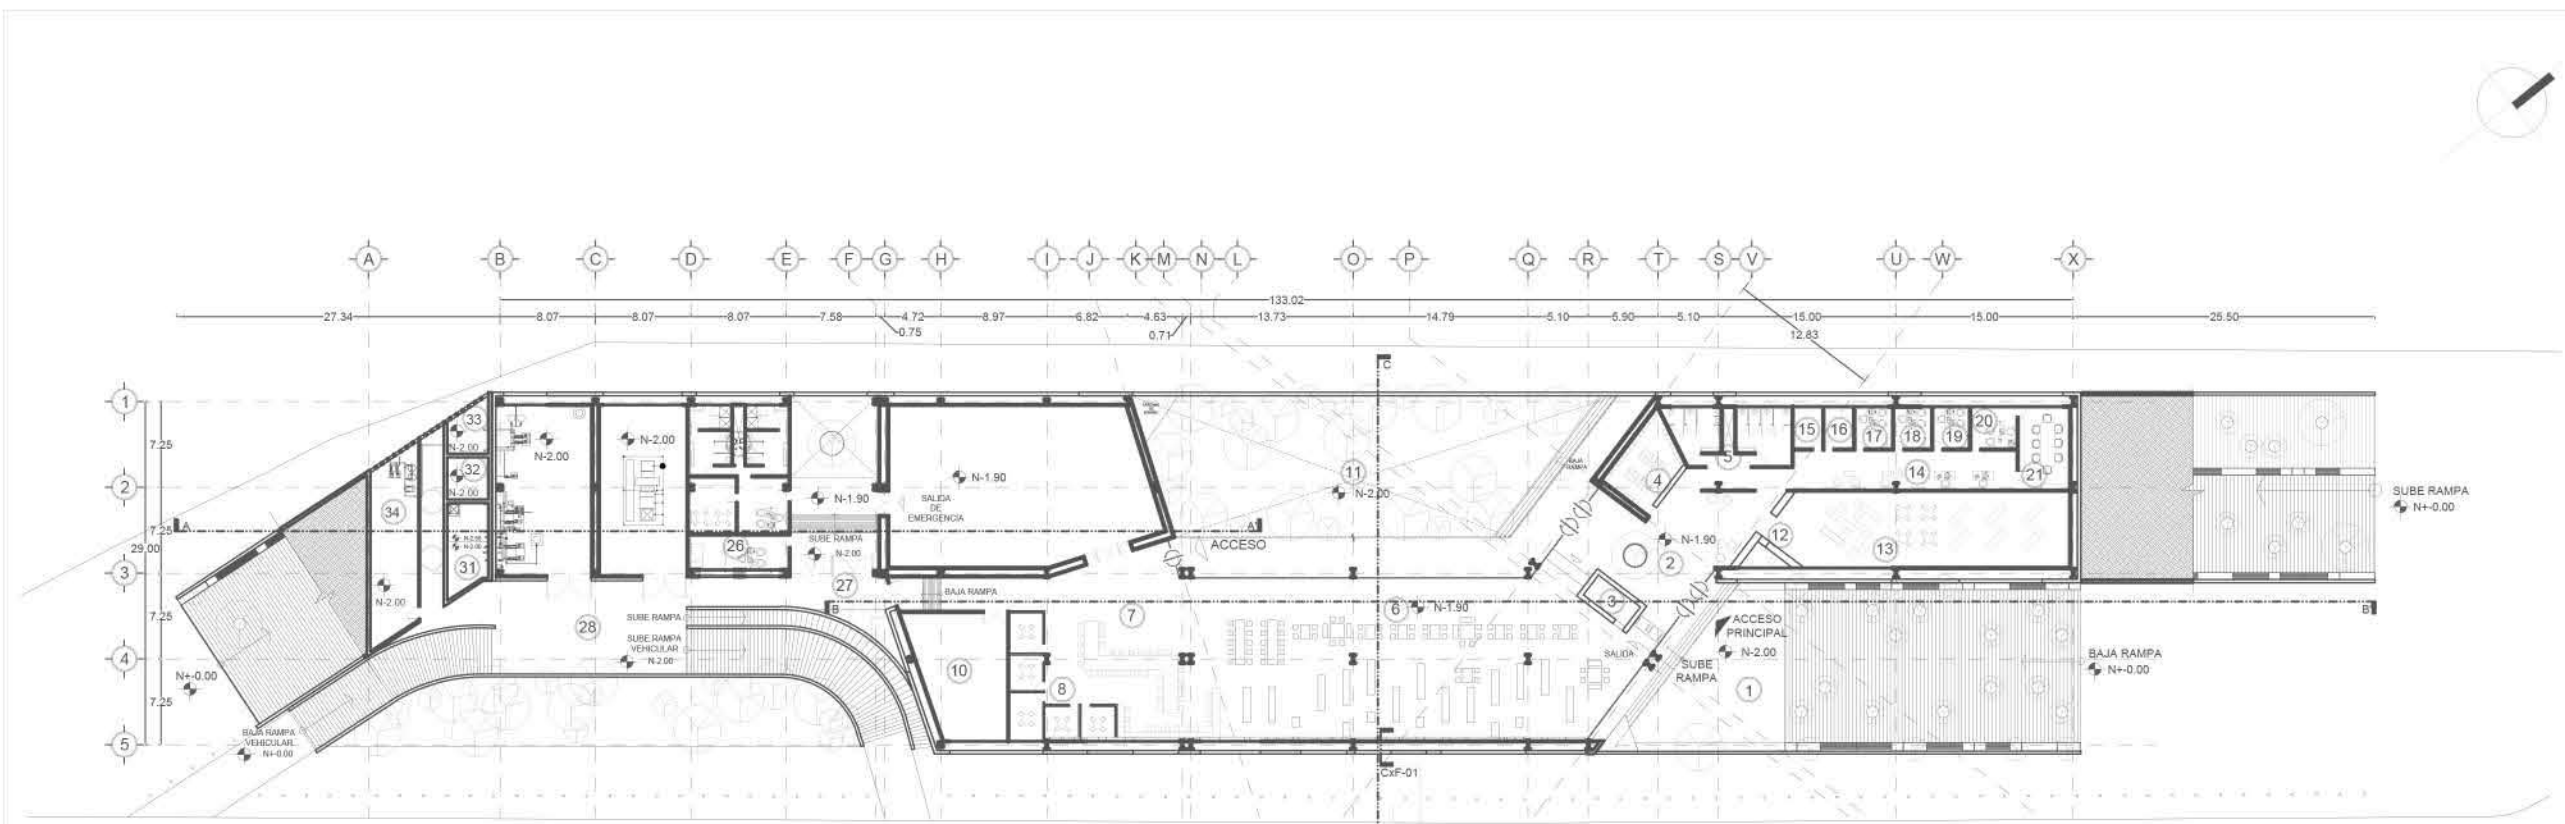 A B C D E F G H I J K M N L O P Q R T S V U W X
133.02
27.34 8.07 8.07 8.07 7.58 4.72 8.97 6.82 4.63 13.73 14.79 5.10 5.90 5.10 15.00 15.00 25.50
0.75 0.71 12.83
C
1
7.25
2
7.25
29.00
3
7.25
4
7.25
5
33
N-2.00
32
N-2.00
34
31
N-2.00
N-2.00
N-2.00
26
N-1.90
SUBE RAMPA
N-2.00
27
SALIDA
DE
EMERGENCIA
N-1.90
BAJA RAMPA
A
A
ACCESO
11
N-2.00
BAJA
RAMPA
4
5
15 16 17 18 19 20
14
21
N-1.90
2
12
13
3
SUBE RAMPA
N+-0.00
28
SUBE RAMPA
SUBE RAMPA
VEHICULAR
N-2.00
B
7
6
N-1.90
B
10
8
SALIDA
SUBE
RAMPA
ACCESO
PRINCIPAL
N-2.00
1
BAJA RAMPA
N+-0.00
N+-0.00
BAJA RAMPA
VEHICULAR
N+-0.00
CxF-01